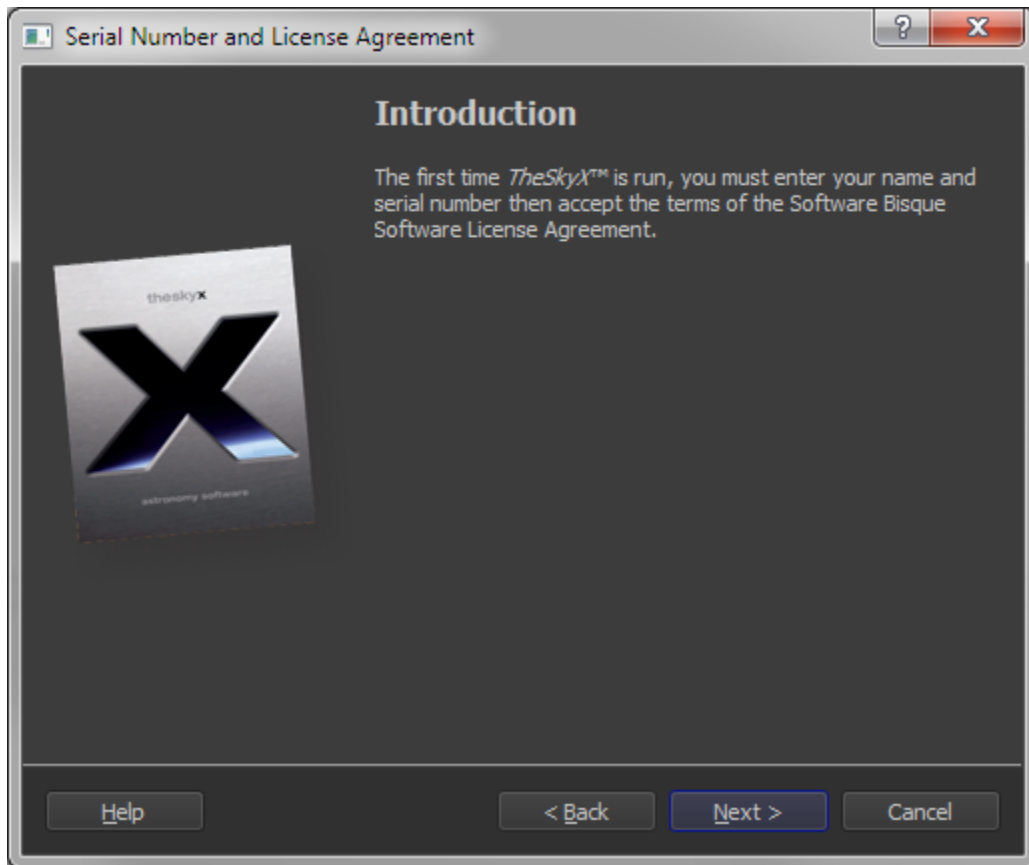 Serial Number and License Agreement
Introduction
The first time TheSkyX™ is run, you must enter your name and
serial number then accept the terms of the Software Bisque
Software License Agreement.
theskyx
astronomy software
Help
< Back
Next >
Cancel